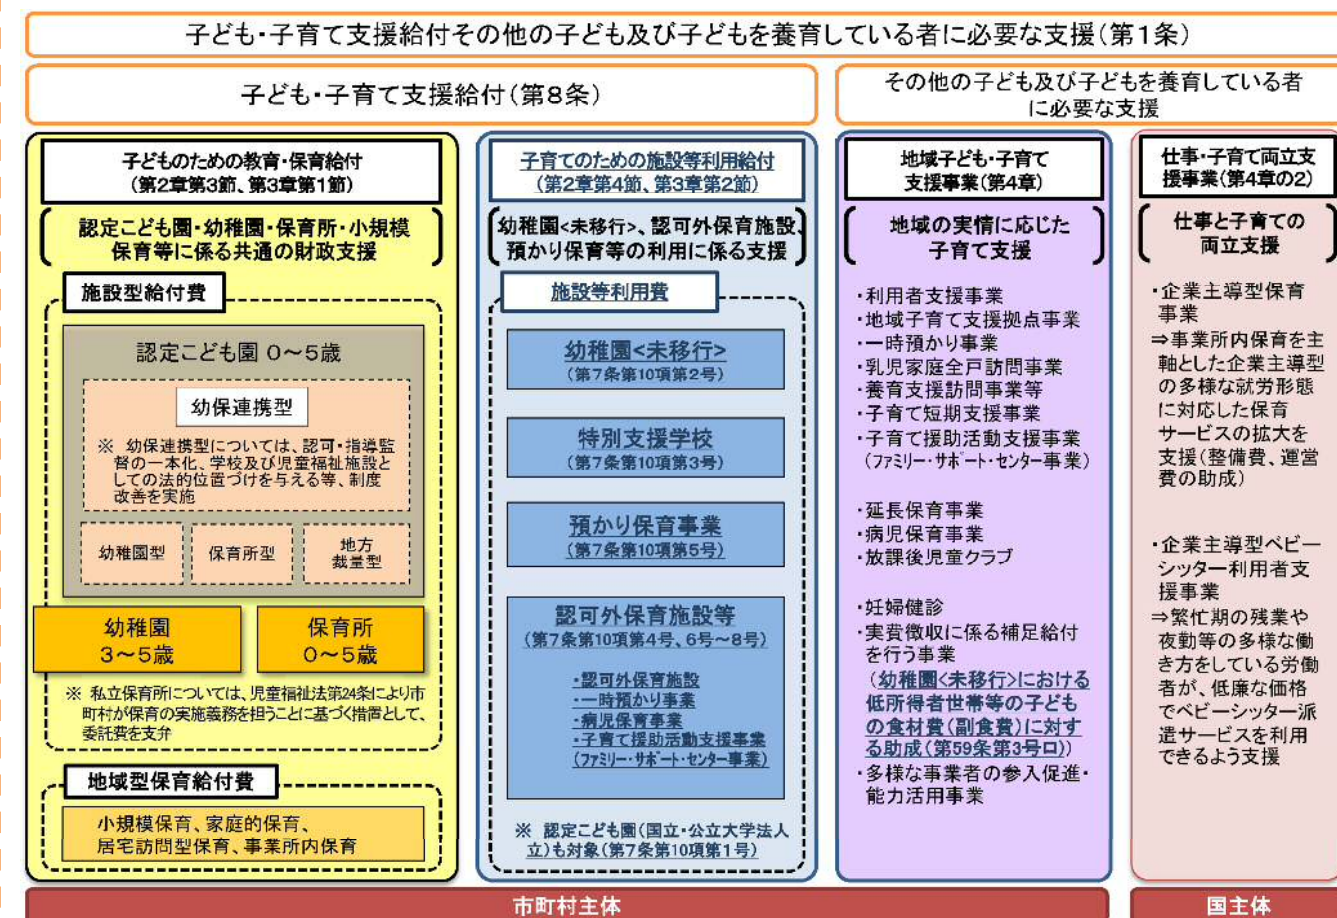 子ども・子育て支援給付その他の子ども及び子どもを養育している者に必要な支援(第1条)
子ども・子育て支援給付(第8条)
その他の子ども及び子どもを養育している者
に必要な支援
子どものための教育・保育給付
(第2章第3節、第3章第1節)
認定こども園・幼稚園・保育所・小規模
保育等に係る共通の財政支援
施設型給付費
認定こども園 0～5歳
幼保連携型
※ 幼保連携型については、認可・指導監
督の一本化、学校及び児童福祉施設と
しての法的位置づけを与える等、制度
改善を実施
幼稚園型
保育所型
地方
裁量型
幼稚園
3～5歳
保育所
0～5歳
※ 私立保育所については、児童福祉法第24条により市
町村が保育の実施義務を担うことに基づく措置として、
委託費を支弁
地域型保育給付費
小規模保育、家庭的保育、
居宅訪問型保育、事業所内保育
子育てのための施設等利用給付
(第2章第4節、第3章第2節)
幼稚園<未移行>、認可外保育施設、
預かり保育等の利用に係る支援
施設等利用費
幼稚園<未移行>
(第7条第10項第2号)
特別支援学校
(第7条第10項第3号)
預かり保育事業
(第7条第10項第5号)
認可外保育施設等
(第7条第10項第4号、6号～8号)
・認可外保育施設
・一時預かり事業
・病児保育事業
・子育て援助活動支援事業
(ファミリー・サポート・センター事業)
※ 認定こども園(国立・公立大学法人
立)も対象(第7条第10項第1号)
地域子ども・子育て
支援事業(第4章)
地域の実情に応じた
子育て支援
・利用者支援事業
・地域子育て支援拠点事業
・一時預かり事業
・乳児家庭全戸訪問事業
・養育支援訪問事業等
・子育て短期支援事業
・子育て援助活動支援事業
(ファミリー・サポート・センター事業)
・延長保育事業
・病児保育事業
・放課後児童クラブ
・妊婦健診
・実費徴収に係る補足給付
を行う事業
(幼稚園<未移行>における
低所得者世帯等の子ども
の食材費(副食費)に対す
る助成(第59条第3号ロ))
・多様な事業者の参入促進・
能力活用事業
仕事・子育て両立支
援事業(第4章の2)
仕事と子育ての
両立支援
・企業主導型保育
事業
⇒事業所内保育を主
軸とした企業主導型
の多様な就労形態
に対応した保育
サービスの拡大を
支援(整備費、運営
費の助成)
・企業主導型ベビー
シッター利用者支
援事業
⇒繁忙期の残業や
夜勤等の多様な働
き方をしている労働
者が、低廉な価格
でベビーシッター派
遣サービスを利用
できるよう支援
市町村主体
国主体